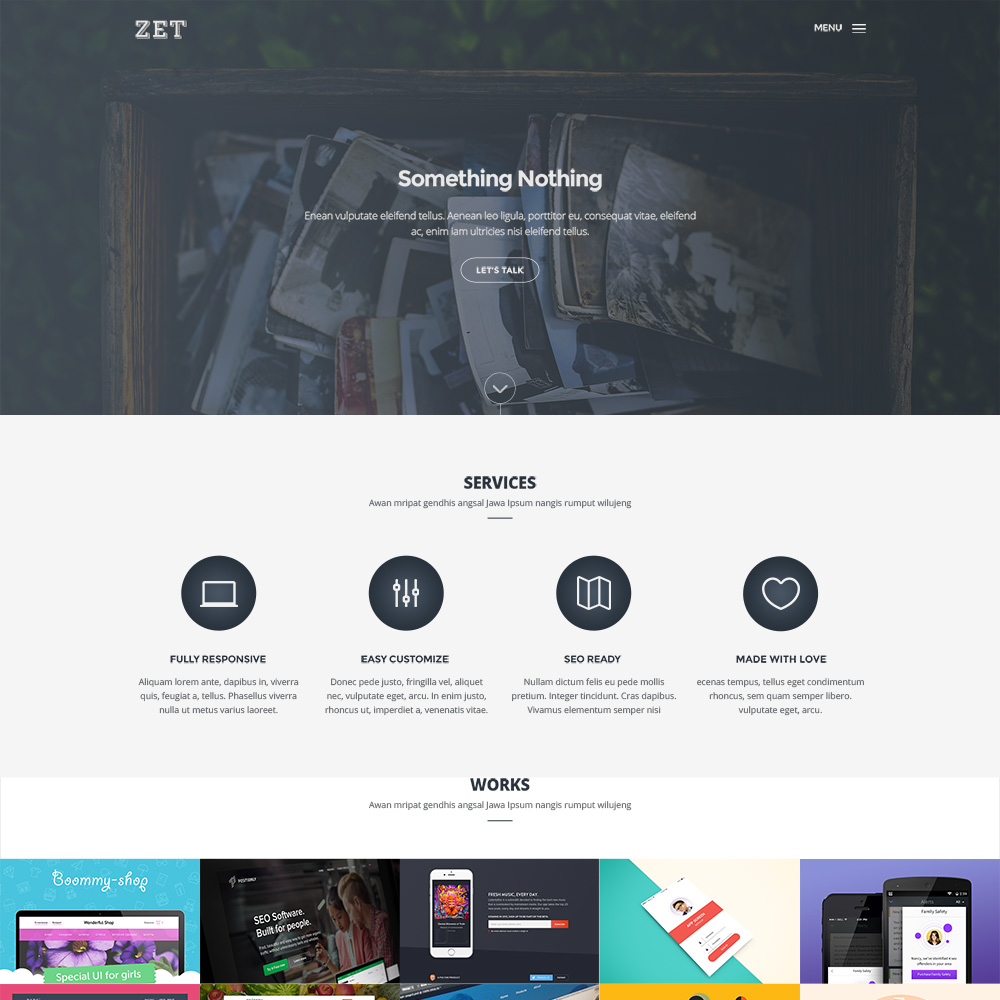 ZET
MENU
Something Nothing
Enean vulputate eleifend tellus. Aenean leo ligula, porttitor eu, consequat vitae, eleifend
ac, enim iam ultricies nisi eleifend tellus.
LET'S TALK
SERVICES
Awan mripat gendhis angsal Jawa Ipsum nangis rumput wilujeng
FULLY RESPONSIVE
Aliquam lorem ante, dapibus in, viverra
quis, feugiat a, tellus. Phasellus viverra
nulla ut metus varius laoreet.
EASY CUSTOMIZE
Donec pede justo, fringilla vel, aliquet
nec, vulputate eget, arcu. In enim justo,
rhoncus ut, imperdiet a, venenatis vitae.
SEO READY
Nullam dictum felis eu pede mollis
pretium. Integer tincidunt. Cras dapibus.
Vivamus elementum semper nisi
MADE WITH LOVE
ecenas tempus, tellus eget condimentum
rhoncus, sem quam semper libero.
vulputate eget, arcu.
WORKS
Awan mripat gendhis angsal Jawa Ipsum nangis rumput wilujeng
Boommy-shop
Wonderful Shop
Special UI for girls
SEO Software.
Built for people.
FRESH MUSIC, EVERY DAY.
Alerts
Family Safety
Purchase Family Safety
Family Safety